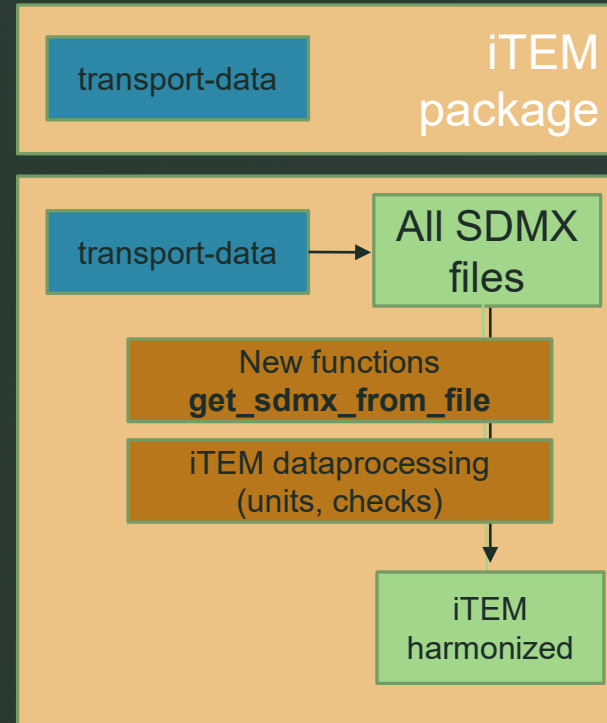 transport-data
iTEM
package
transport-data
All SDMX
files
New functions
get_sdmx_from_file
iTEM dataprocessing
(units, checks)
iTEM
harmonized